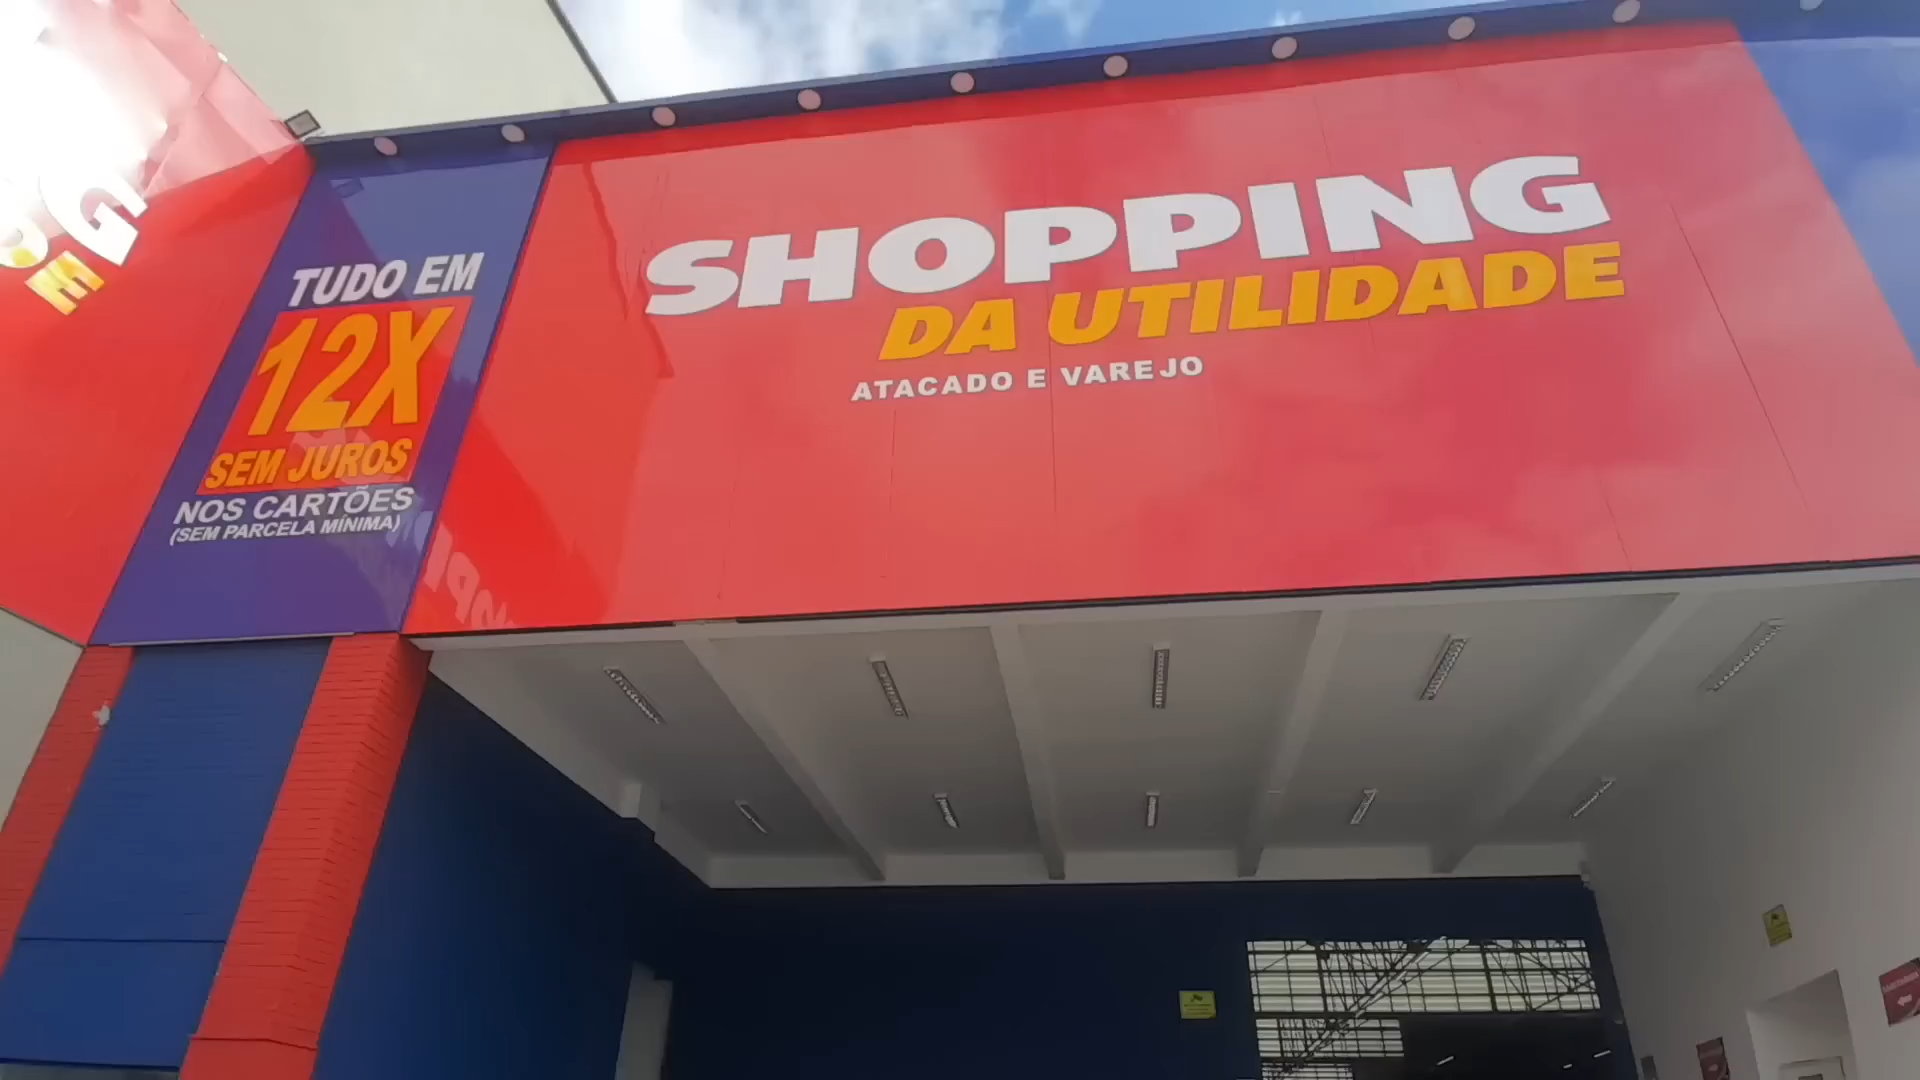 TUDO EM
12X
SEM JUROS
NOS CARTÕES
(SEM PARCELA MÍNIMA)
SHOPPING
DA UTILIDADE
ATACADO E VAREJO